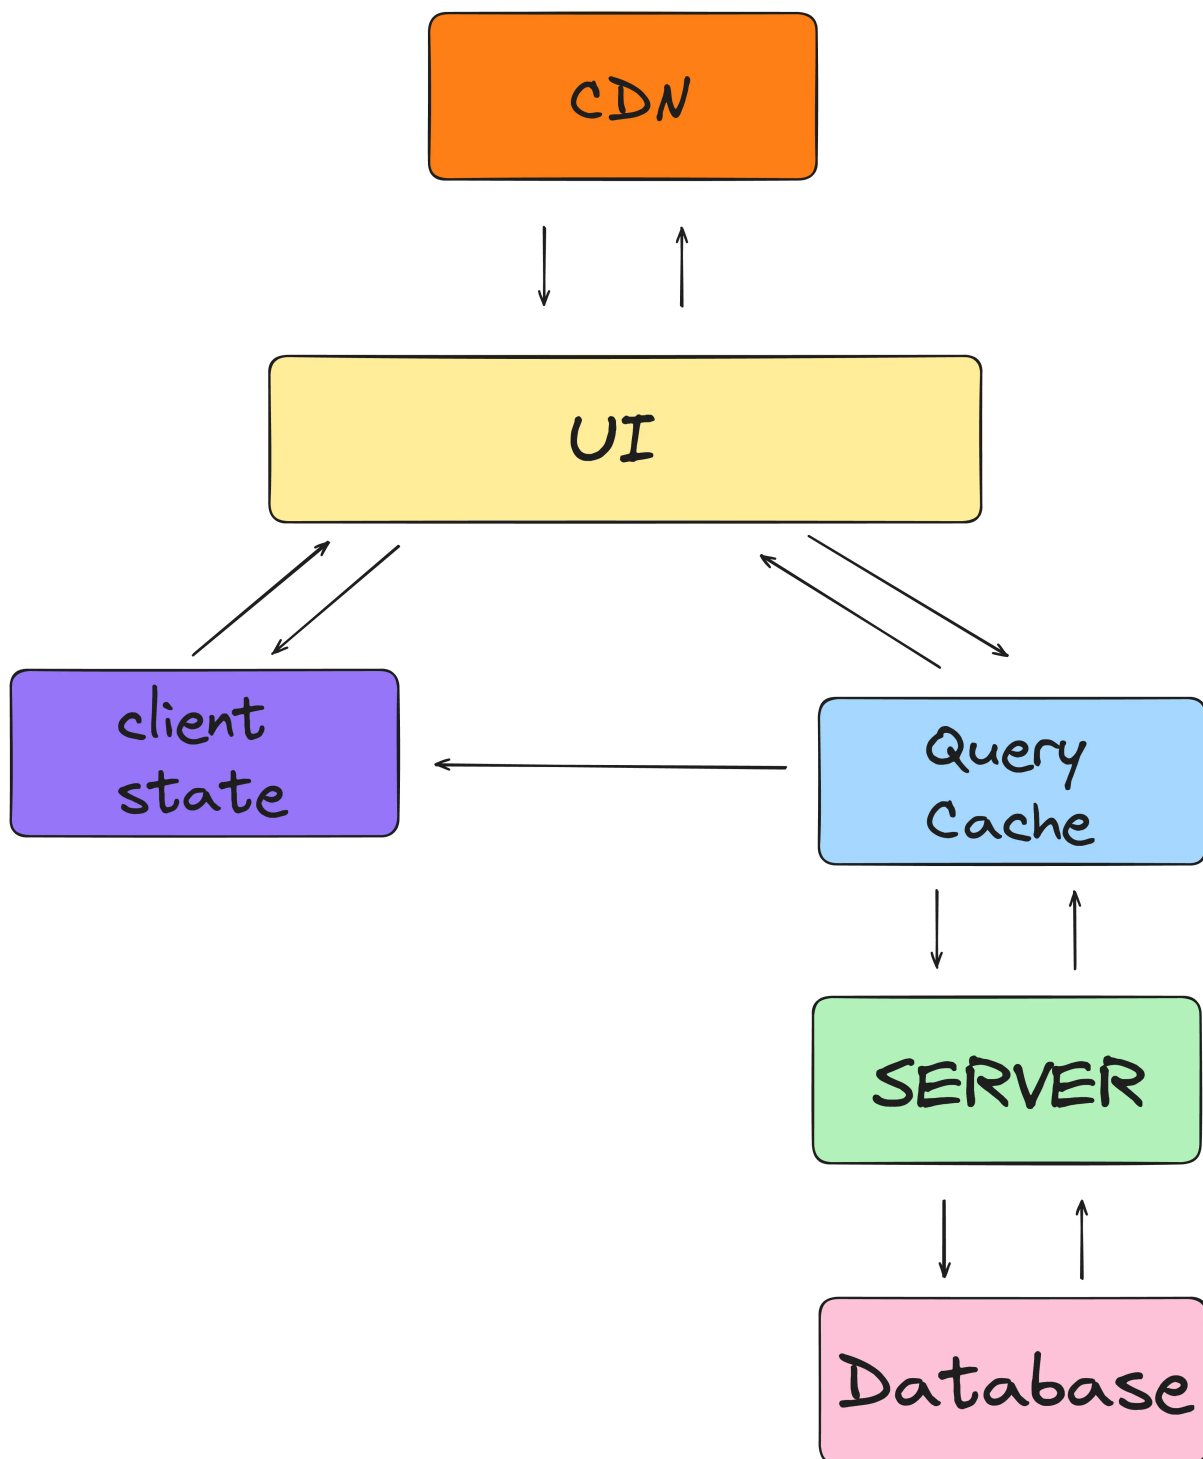 CDN
UI
client
state
Query
Cache
SERVER
Database